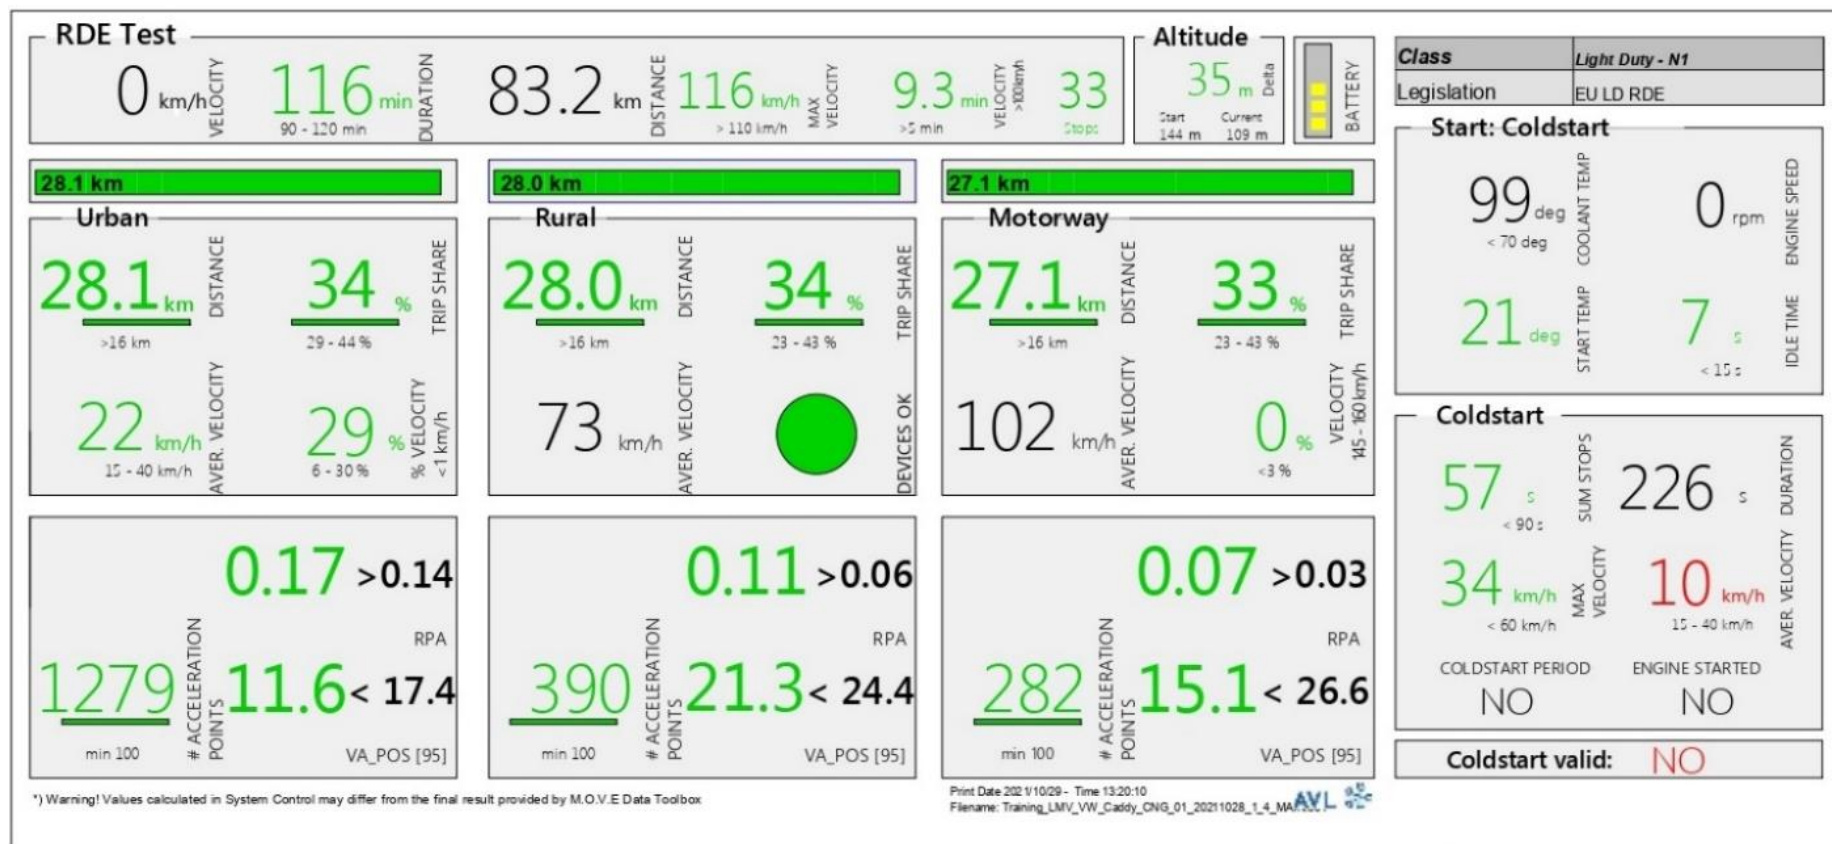 RDE Test
0 km/h VELOCITY
116 min DURATION
90 - 120 min
83.2 km DISTANCE
116 km/h MAX VELOCITY
> 110 km/h
9.3 min VELOCITY >100km/h
>5 min
33
Stops
Altitude
35 m Delta
Start Current
144 m 109 m
BATTERY
Class Light Duty - N1
Legislation EU LD RDE
28.1 km
28.0 km
27.1 km
Urban
28.1 km DISTANCE
>16 km
34 % TRIP SHARE
29 - 44 %
22 km/h AVER. VELOCITY
15 - 40 km/h
29 % % VELOCITY <1 km/h
6 - 30 %
Rural
28.0 km DISTANCE
>16 km
34 % TRIP SHARE
23 - 43 %
73 km/h AVER. VELOCITY
DEVICES OK
Motorway
27.1 km DISTANCE
>16 km
33 % TRIP SHARE
23 - 43 %
102 km/h AVER. VELOCITY
0 % VELOCITY 145 - 160 km/h
<3 %
Start: Coldstart
99 deg COOLANT TEMP
< 70 deg
0 rpm ENGINE SPEED
21 deg START TEMP
7 s IDLE TIME
< 15 s
Coldstart
57 s SUM STOPS
< 90 s
226 s DURATION
34 km/h MAX VELOCITY
< 60 km/h
10 km/h AVER. VELOCITY
15 - 40 km/h
COLDSTART PERIOD ENGINE STARTED
NO NO
Coldstart valid: NO
0.17 >0.14
RPA
1279 # ACCELERATION POINTS
min 100
11.6 < 17.4
VA_POS [95]
0.11 >0.06
RPA
390 # ACCELERATION POINTS
min 100
21.3 < 24.4
VA_POS [95]
0.07 >0.03
RPA
282 # ACCELERATION POINTS
min 100
15.1 < 26.6
VA_POS [95]
*) Warning! Values calculated in System Control may differ from the final result provided by M.O.V.E Data Toolbox
Print Date 2021/10/29 - Time 13:20:10
Filename: Training_LMV_VW_Caddy_CNG_01_20211028_1_4_MA
AVL